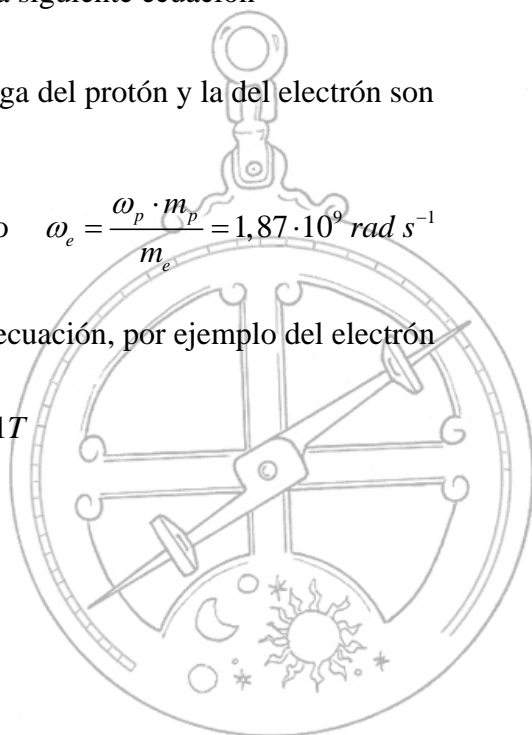 siguiente ecuación
ga del protón y la del electrón son
o ω_e = \frac{ω_p · m_p}{m_e} = 1,87 · 10^9 rad s^{-1}
ecuación, por ejemplo del electrón
1T